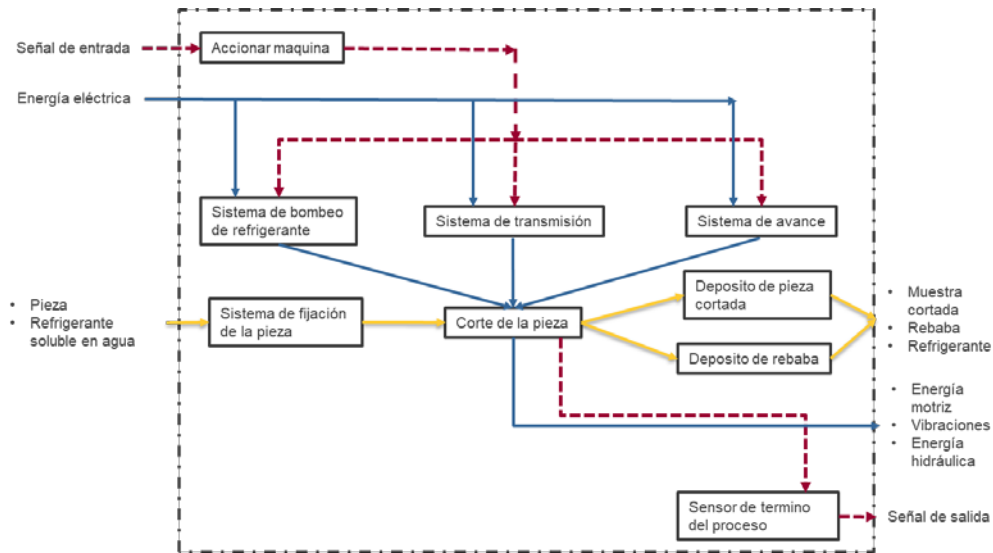 Señal de entrada
Accionar maquina
Energía eléctrica
Sistema de bombeo
de refrigerante
Sistema de transmisión
Sistema de avance
• Pieza
• Refrigerante
soluble en agua
Sistema de fijación
de la pieza
Corte de la pieza
Deposito de pieza
cortada
Deposito de rebaba
• Muestra
cortada
• Rebaba
• Refrigerante
• Energía
motriz
• Vibraciones
• Energía
hidráulica
Sensor de termino
del proceso
Señal de salida